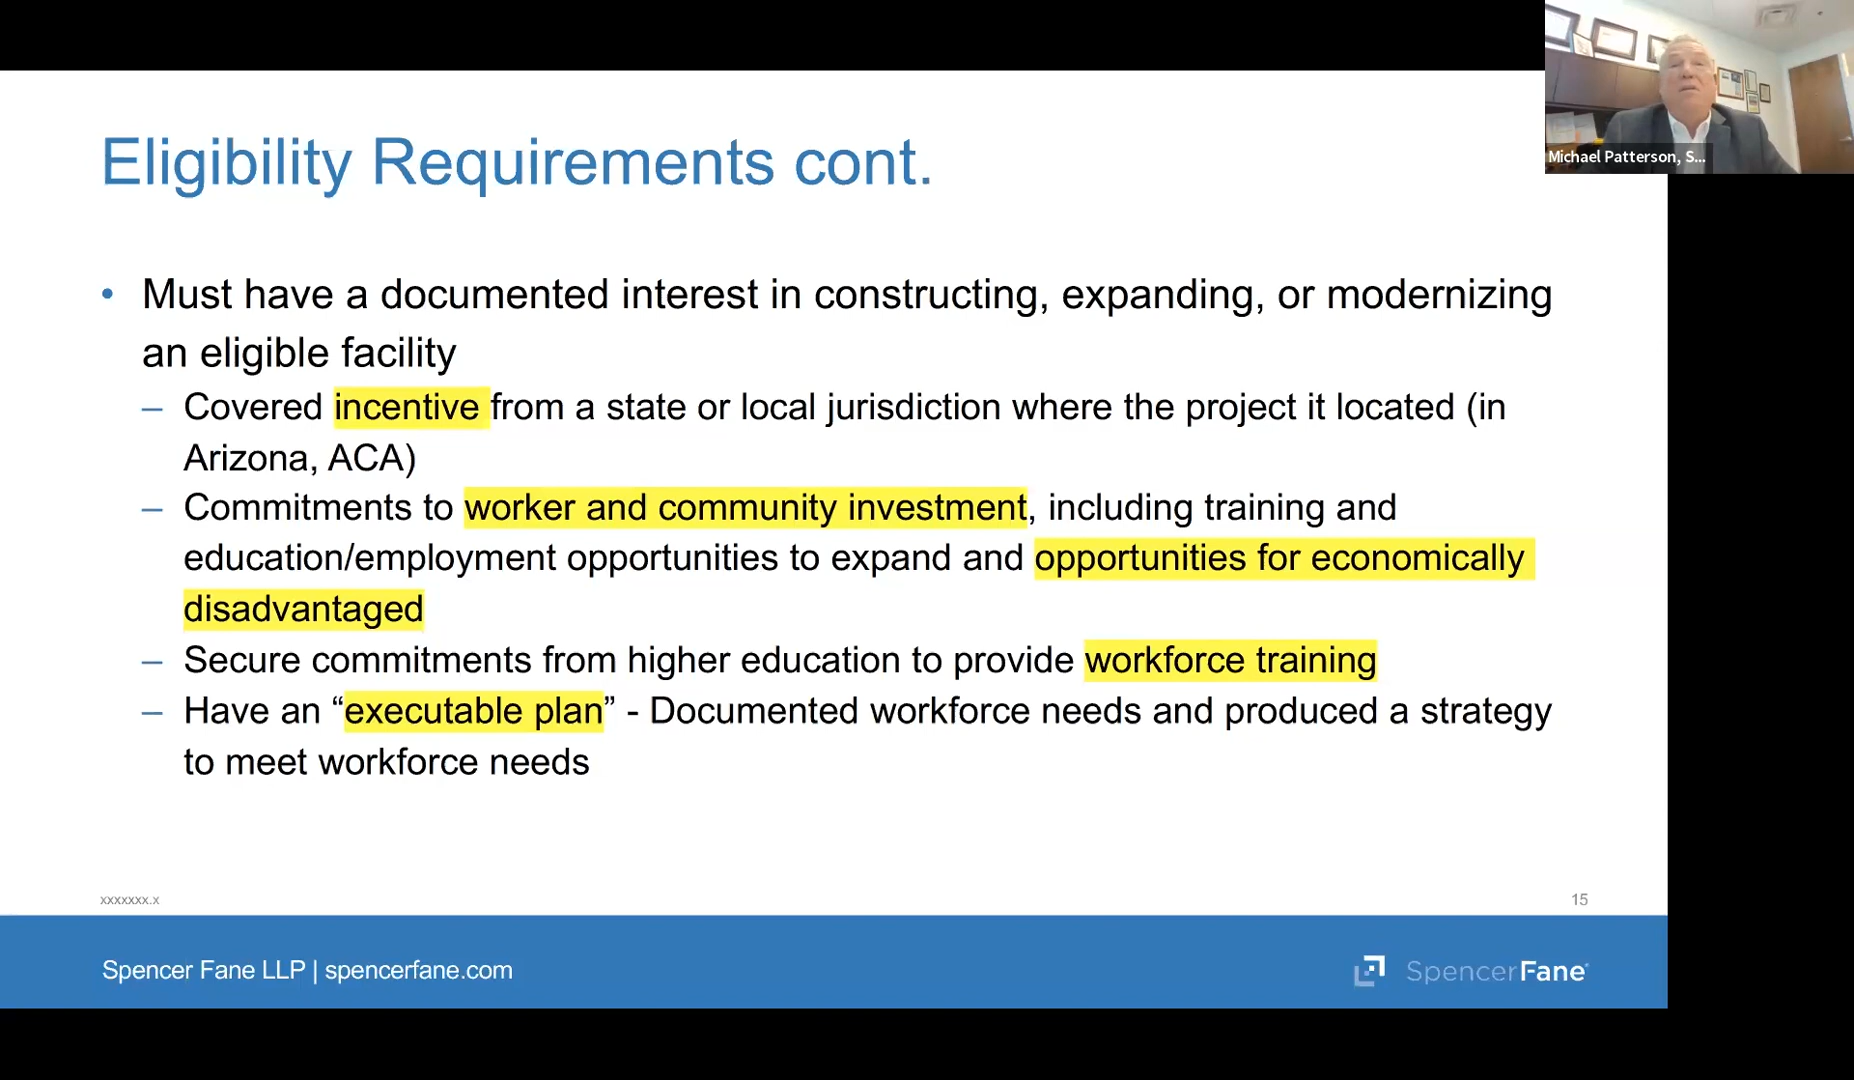 Michael Patterson, S...
Eligibility Requirements cont.
• Must have a documented interest in constructing, expanding, or modernizing
an eligible facility
– Covered incentive from a state or local jurisdiction where the project it located (in
Arizona, ACA)
– Commitments to worker and community investment, including training and
education/employment opportunities to expand and opportunities for economically
disadvantaged
– Secure commitments from higher education to provide workforce training
– Have an “executable plan” - Documented workforce needs and produced a strategy
to meet workforce needs
xxxxxxx.x
15
Spencer Fane LLP | spencerfane.com
SpencerFane